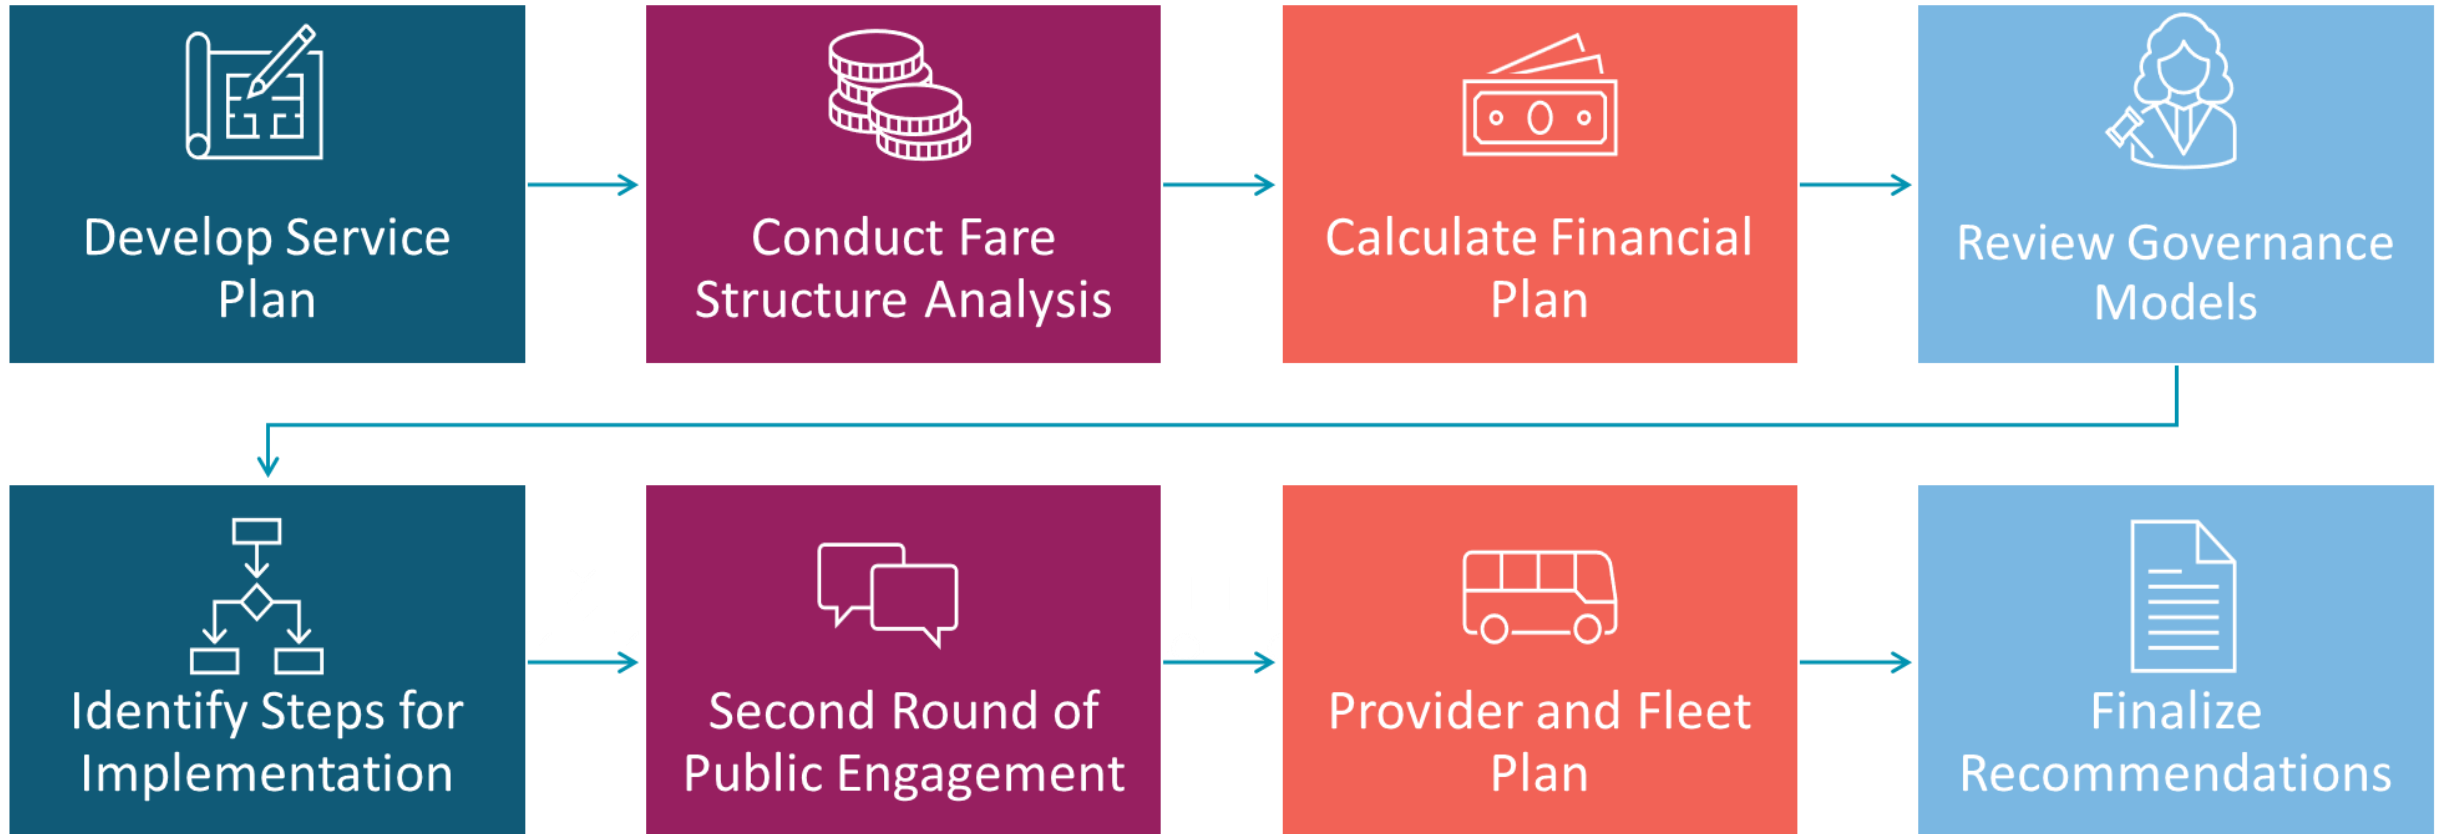 Develop Service
Plan
Conduct Fare
Structure Analysis
Calculate Financial
Plan
Review Governance
Models
Identify Steps for
Implementation
Second Round of
Public Engagement
Provider and Fleet
Plan
Finalize
Recommendations